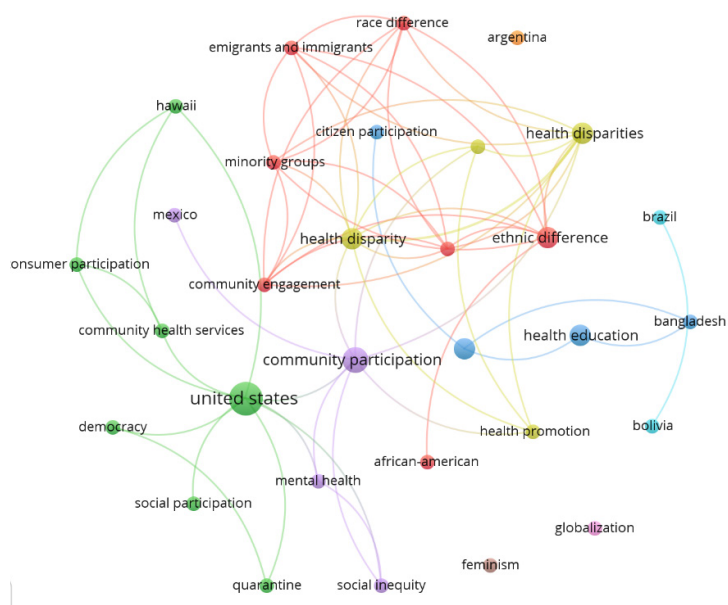 race difference
emigrants and immigrants
argentina
hawaii
citizen participation
health disparities
minority groups
mexico
brazil
health disparity
ethnic difference
onsumer participation
community engagement
bangladesh
community health services
community participation
health education
united states
democracy
health promotion
bolivia
african-american
mental health
social participation
globalization
feminism
quarantine
social inequity